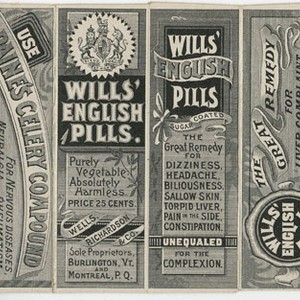 USE
PAINE'S CELERY COMPOUND
FOR NERVOUS DISEASES
WILLS'
ENGLISH
PILLS.
Purely
Vegetable
Absolutely
Harmless.
PRICE 25 CENTS.
WELLS,
RICHARDSON
& CO.
Sole Proprietors,
BURLINGTON, VT.
AND
MONTREAL, P.Q.
WILLS'
ENGLISH
PILLS
SUGAR COATED
THE
Great Remedy
FOR
DIZZINESS,
HEADACHE,
BILIOUSNESS,
SALLOW SKIN,
TORPID LIVER,
PAIN IN THE SIDE,
CONSTIPATION.
UNEQUALED
FOR THE
COMPLEXION.
THE GREAT REMEDY
FOR
WILLS'
ENGLISH